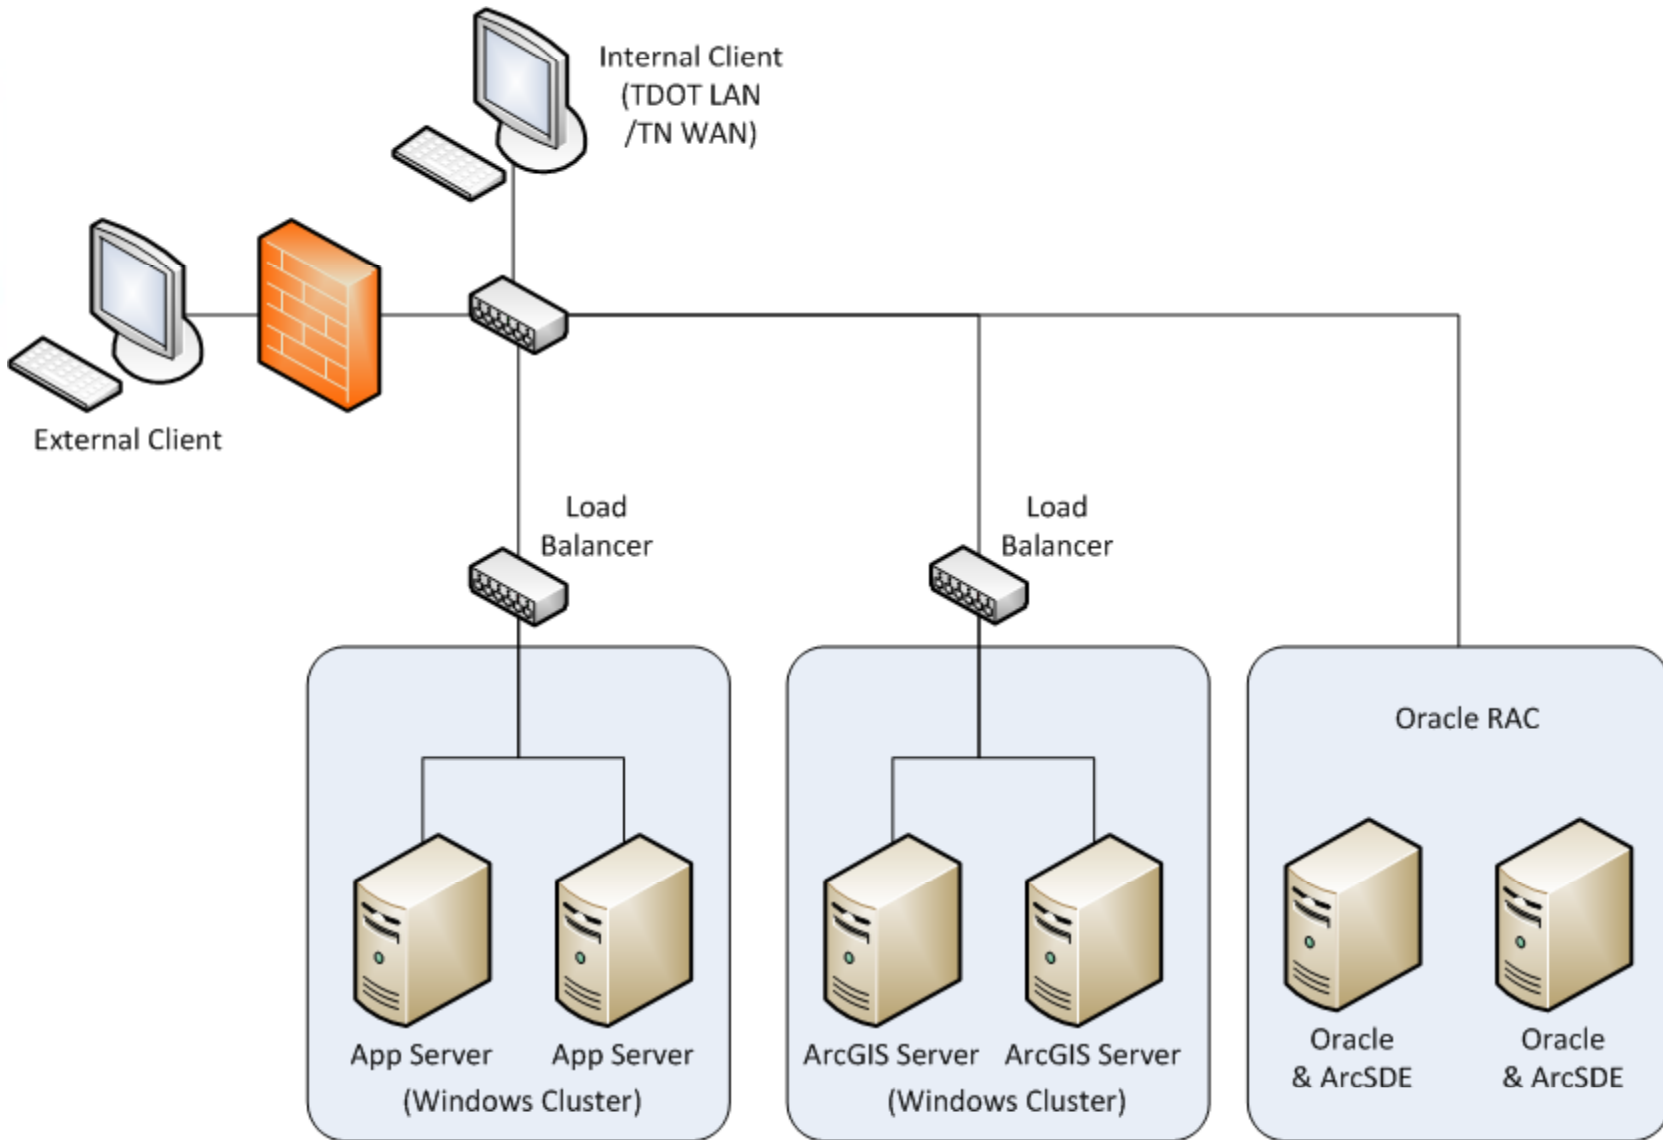 Internal Client
(TDOT LAN
/TN WAN)
External Client
Load
Balancer
Load
Balancer
Oracle RAC
App Server
App Server
(Windows Cluster)
ArcGIS Server
ArcGIS Server
(Windows Cluster)
Oracle
& ArcSDE
Oracle
& ArcSDE